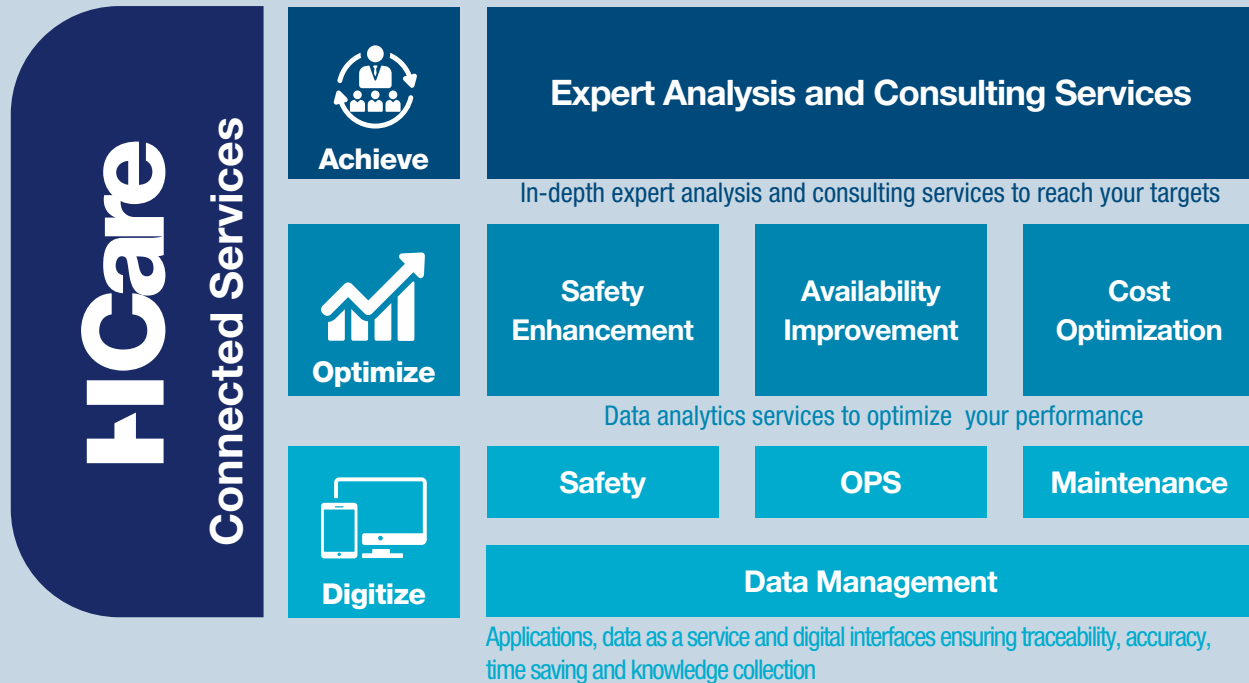 HCare
Connected Services
Achieve
Expert Analysis and Consulting Services
In-depth expert analysis and consulting services to reach your targets
Optimize
Safety
Enhancement
Availability
Improvement
Cost
Optimization
Data analytics services to optimize your performance
Digitize
Safety
OPS
Maintenance
Data Management
Applications, data as a service and digital interfaces ensuring traceability, accuracy,
time saving and knowledge collection